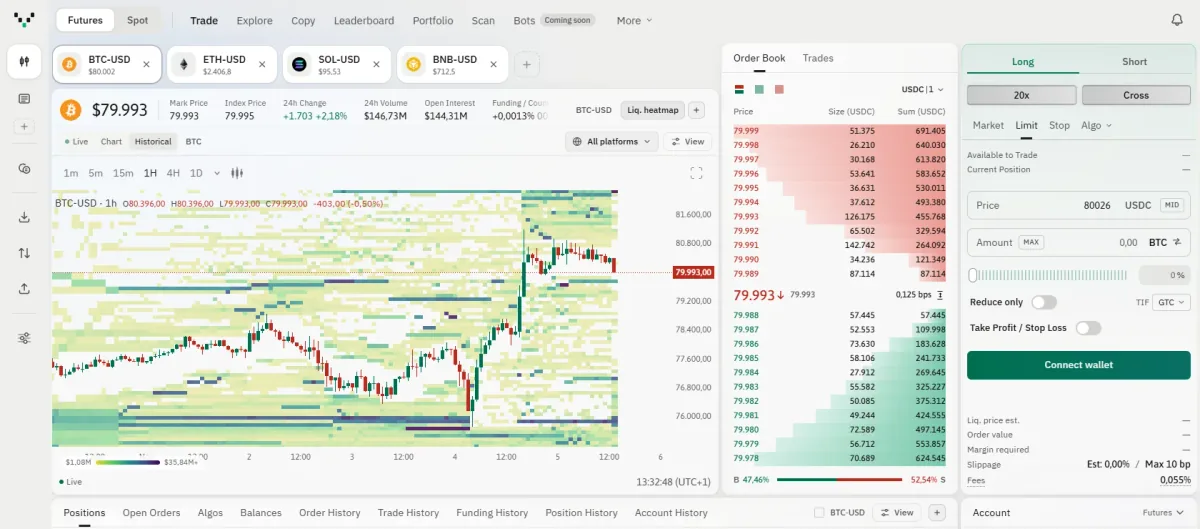 Futures Spot Trade Explore Copy Leaderboard Portfolio Scan Bots Coming soon More
BTC-USD
$80.002
ETH-USD
$2.406,8
SOL-USD
$95,53
BNB-USD
$712,5
$79.993
Mark Price
79.993
Index Price
79.995
24h Change
+1.703 +2,18%
24h Volume
$146,73M
Open Interest
$144,31M
Funding / Coun
+0,0013% 00
BTC-USD Liq. heatmap +
Live Chart Historical BTC All platforms View
1m 5m 15m 1H 4H 1D
BTC-USD · 1h O80.396,00 H80.396,00 L79.993,00 C79.993,00 -403,00 (-0,50%)
81.600,00
80.800,00
79.993,00
79.200,00
78.400,00
77.600,00
76.800,00
76.000,00
12:00 2 12:00 3 12:00 4 12:00 5 12:00 6
$1,08M $35,84M+
Live 13:32:48 (UTC+1)
Order Book Trades
USDC | 1
Price Size (USDC) Sum (USDC)
79.999 51.375 691.405
79.998 26.210 640.030
79.997 30.168 613.820
79.996 53.641 583.652
79.995 36.631 530.011
79.994 37.612 493.380
79.993 126.175 455.768
79.992 65.502 329.594
79.991 142.742 264.092
79.990 34.236 121.349
79.989 87.114 87.114
79.993↓ 79.993 0,125 bps
79.988 57.445 57.445
79.987 52.553 109.998
79.986 73.630 183.628
79.985 58.106 241.733
79.984 27.912 269.645
79.983 55.582 325.227
79.982 50.085 375.312
79.981 49.244 424.555
79.980 72.589 497.145
79.979 56.712 553.857
79.978 70.689 624.545
B 47,46% 52,54% S
Long Short
20x Cross
Market Limit Stop Algo
Available to Trade —
Current Position —
Price 80026 USDC MID
Amount MAX 0,00 BTC
0 %
Reduce only TIF GTC
Take Profit / Stop Loss
Connect wallet
Liq. price est. —
Order value —
Margin required —
Slippage Est: 0,00% / Max 10 bp
Fees 0,055%
Positions Open Orders Algos Balances Order History Trade History Funding History Position History Account History BTC-USD View +
Account Futures